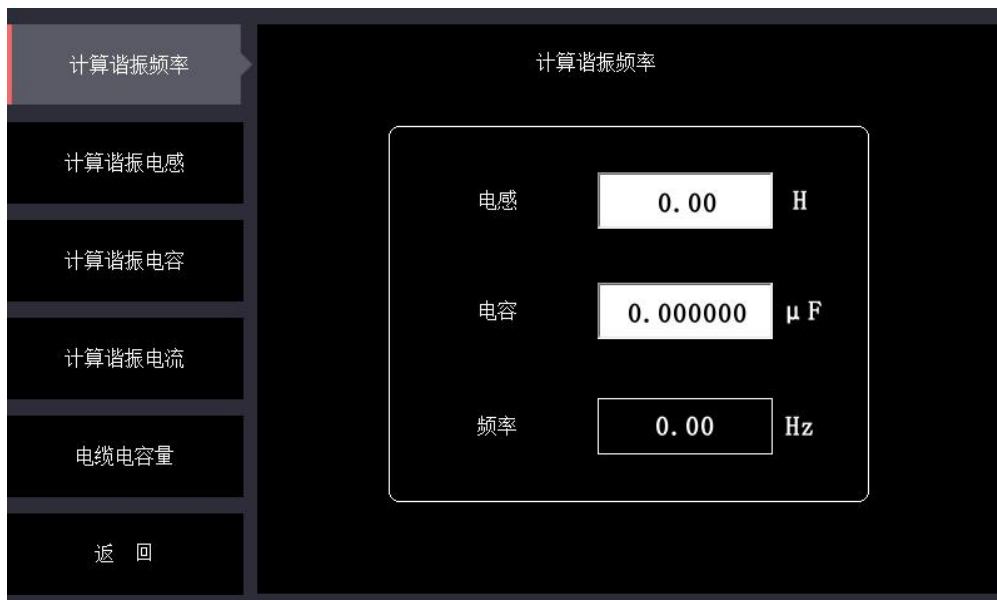 计算谐振频率
计算谐振电感
计算谐振电容
计算谐振电流
电缆电容量
返 回
计算谐振频率
电感 0.00 H
电容 0.000000 μF
频率 0.00 Hz